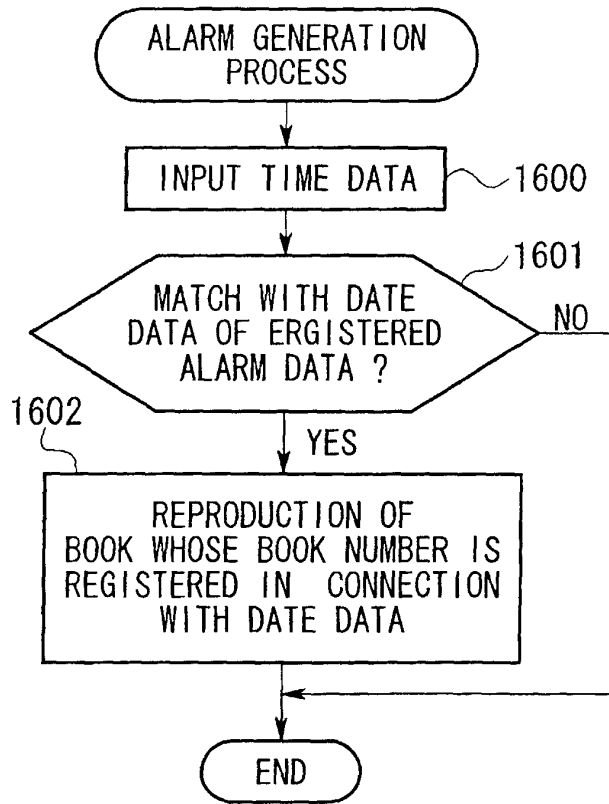 ALARM GENERATION
PROCESS
INPUT TIME DATA
1600
1601
MATCH WITH DATE
DATA OF ERGISTERED
ALARM DATA ?
NO
1602
YES
REPRODUCTION OF
BOOK WHOSE BOOK NUMBER IS
REGISTERED IN CONNECTION
WITH DATE DATA
END